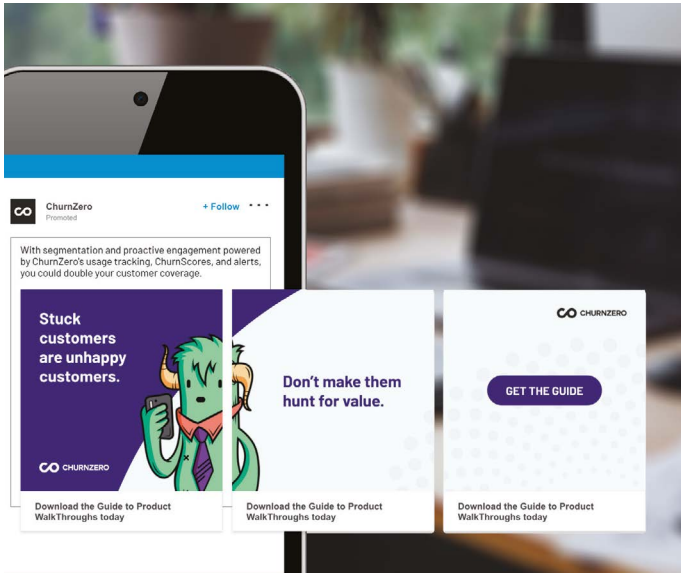 ChurnZero
+ Follow
Promoted
With segmentation and proactive engagement powered
by ChurnZero's usage tracking, ChurnScores, and alerts,
you could double your customer coverage.
Stuck
customers
are unhappy
customers.
CHURNZERO
Download the Guide to Product
WalkThroughs today
Don't make them
hunt for value.
Download the Guide to Product
WalkThroughs today
CHURNZERO
GET THE GUIDE
Download the Guide to Product
WalkThroughs today